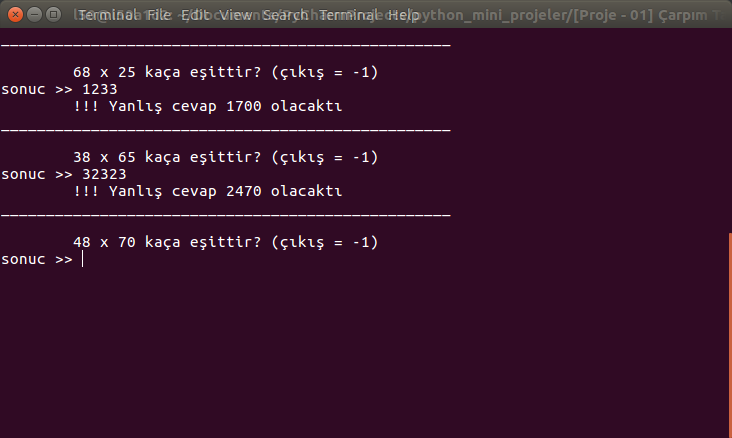 Terminal File Edit View Search Terminal Help
python_mini_projeler/[Proje - 01] Çarpım T
68 x 25 kaça eşittir? (çıkış = -1)
sonuc >> 1233
!!! Yanlış cevap 1700 olacaktı
38 x 65 kaça eşittir? (çıkış = -1)
sonuc >> 32323
!!! Yanlış cevap 2470 olacaktı
48 x 70 kaça eşittir? (çıkış = -1)
sonuc >>